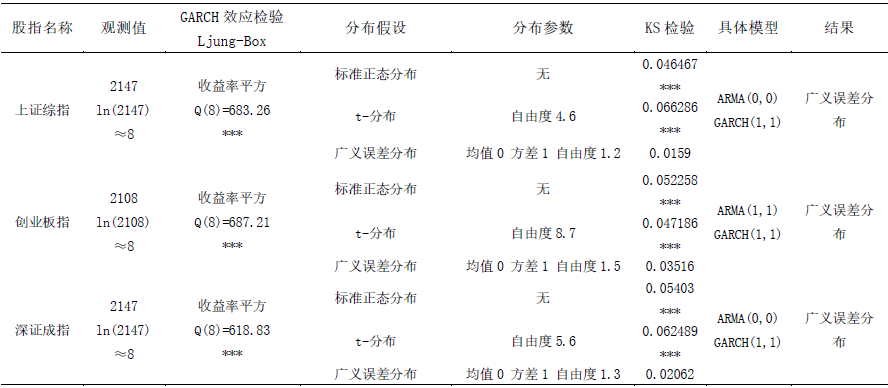 股指名称 观测值 GARCH 效应检验 Ljung-Box 分布假设 分布参数 KS 检验 具体模型 结果
上证综指 2147 ln(2147) ≈8 收益率平方 Q(8)=683.26 *** 标准正态分布 无 0.046467 *** ARMA(0,0) GARCH(1,1) 广义误差分布
t-分布 自由度 4.6 0.066286 ***
广义误差分布 均值 0 方差 1 自由度 1.2 0.0159
创业板指 2108 ln(2108) ≈8 收益率平方 Q(8)=687.21 *** 标准正态分布 无 0.052258 *** ARMA(1,1) GARCH(1,1) 广义误差分布
t-分布 自由度 8.7 0.047186 ***
广义误差分布 均值 0 方差 1 自由度 1.5 0.03516
深证成指 2147 ln(2147) ≈8 收益率平方 Q(8)=618.83 *** 标准正态分布 无 0.05403 *** ARMA(0,0) GARCH(1,1) 广义误差分布
t-分布 自由度 5.6 0.062489 ***
广义误差分布 均值 0 方差 1 自由度 1.3 0.02062